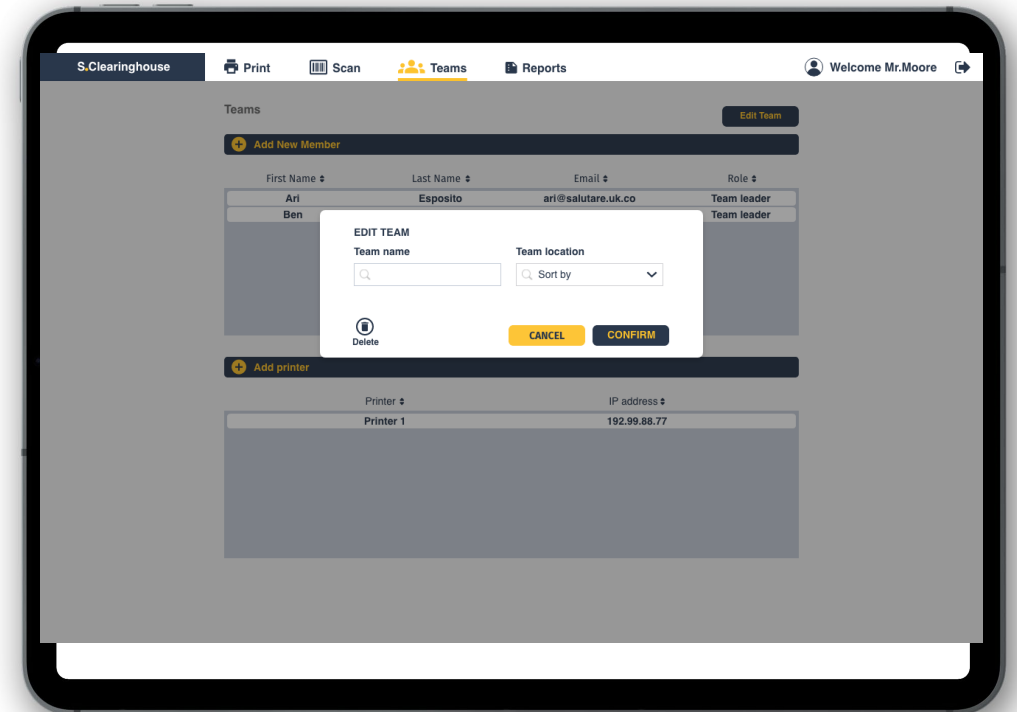 S.Clearinghouse Print Scan Teams Reports Welcome Mr.Moore
Teams
Edit Team
Add New Member
First Name Last Name Email Role
Ari Esposito ari@salutare.uk.co Team leader
Ben Team leader
EDIT TEAM
Team name Team location
Sort by
Delete
CANCEL CONFIRM
Add printer
Printer IP address
Printer 1 192.99.88.77